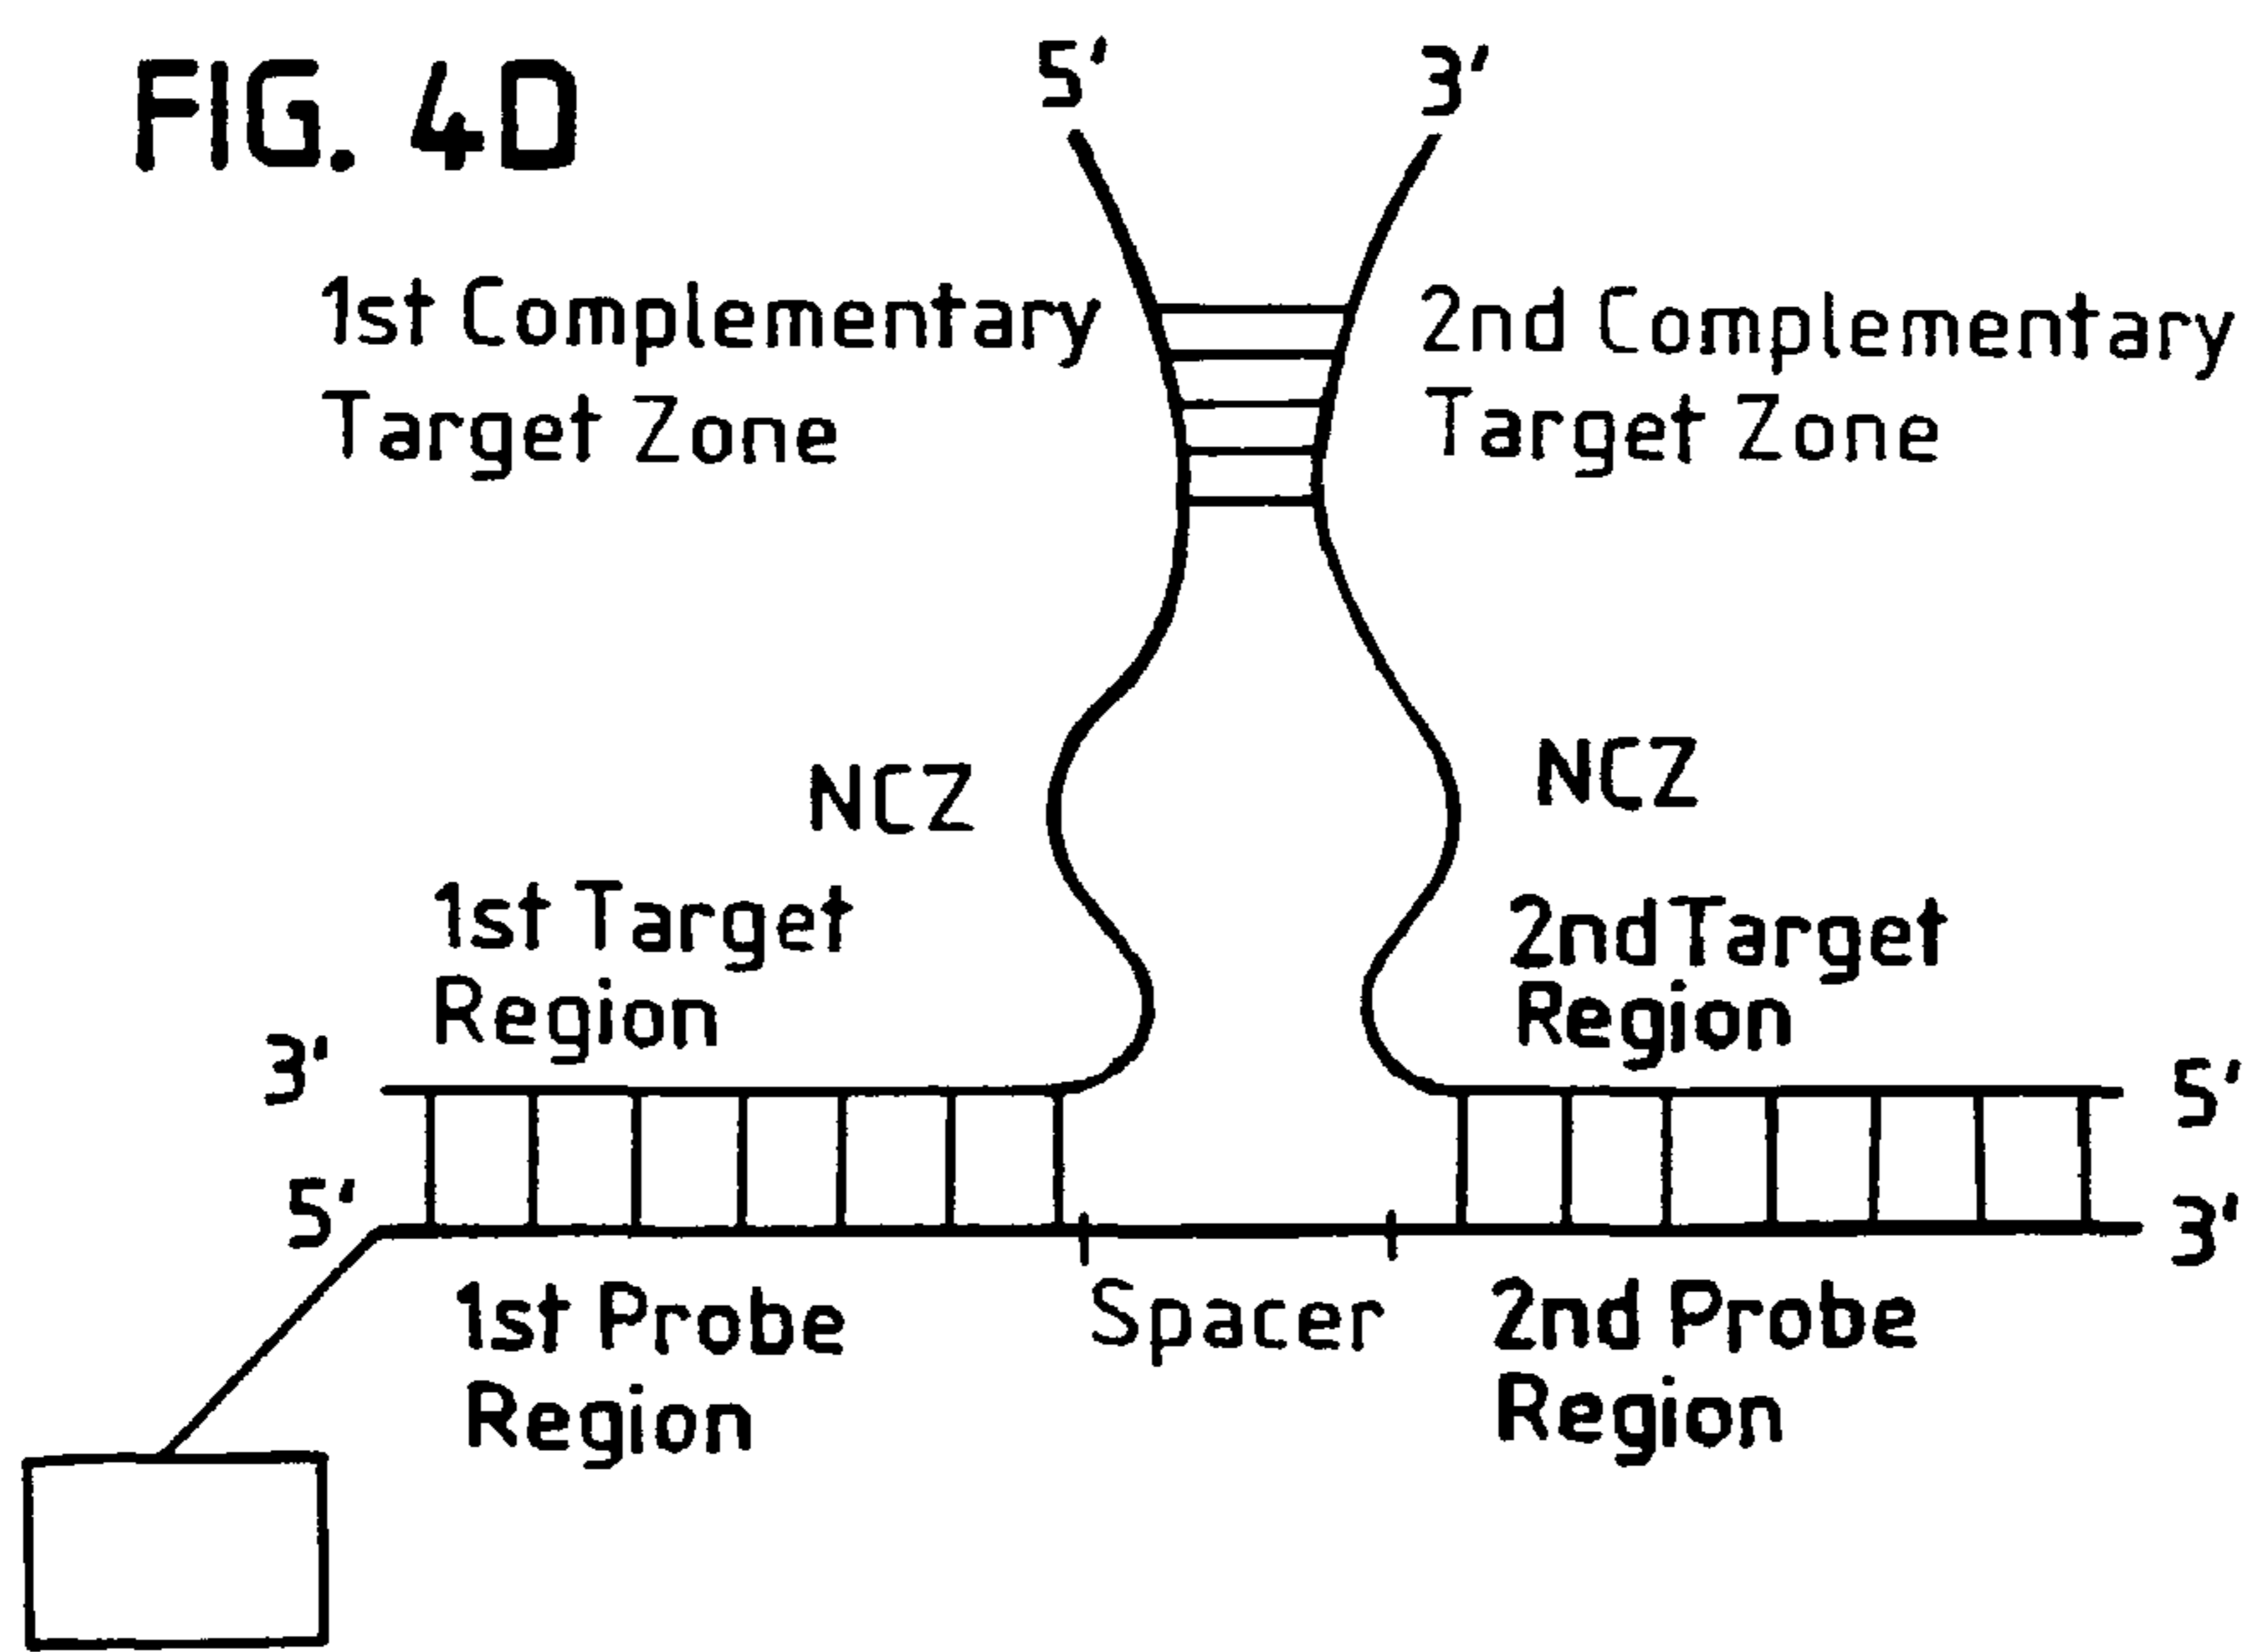 FIG. 4D
5' 3'
1st Complementary
Target Zone
2nd Complementary
Target Zone
NCZ
NCZ
1st Target
Region
2nd Target
Region
3' 5'
5' 3'
1st Probe
Region
Spacer
2nd Probe
Region